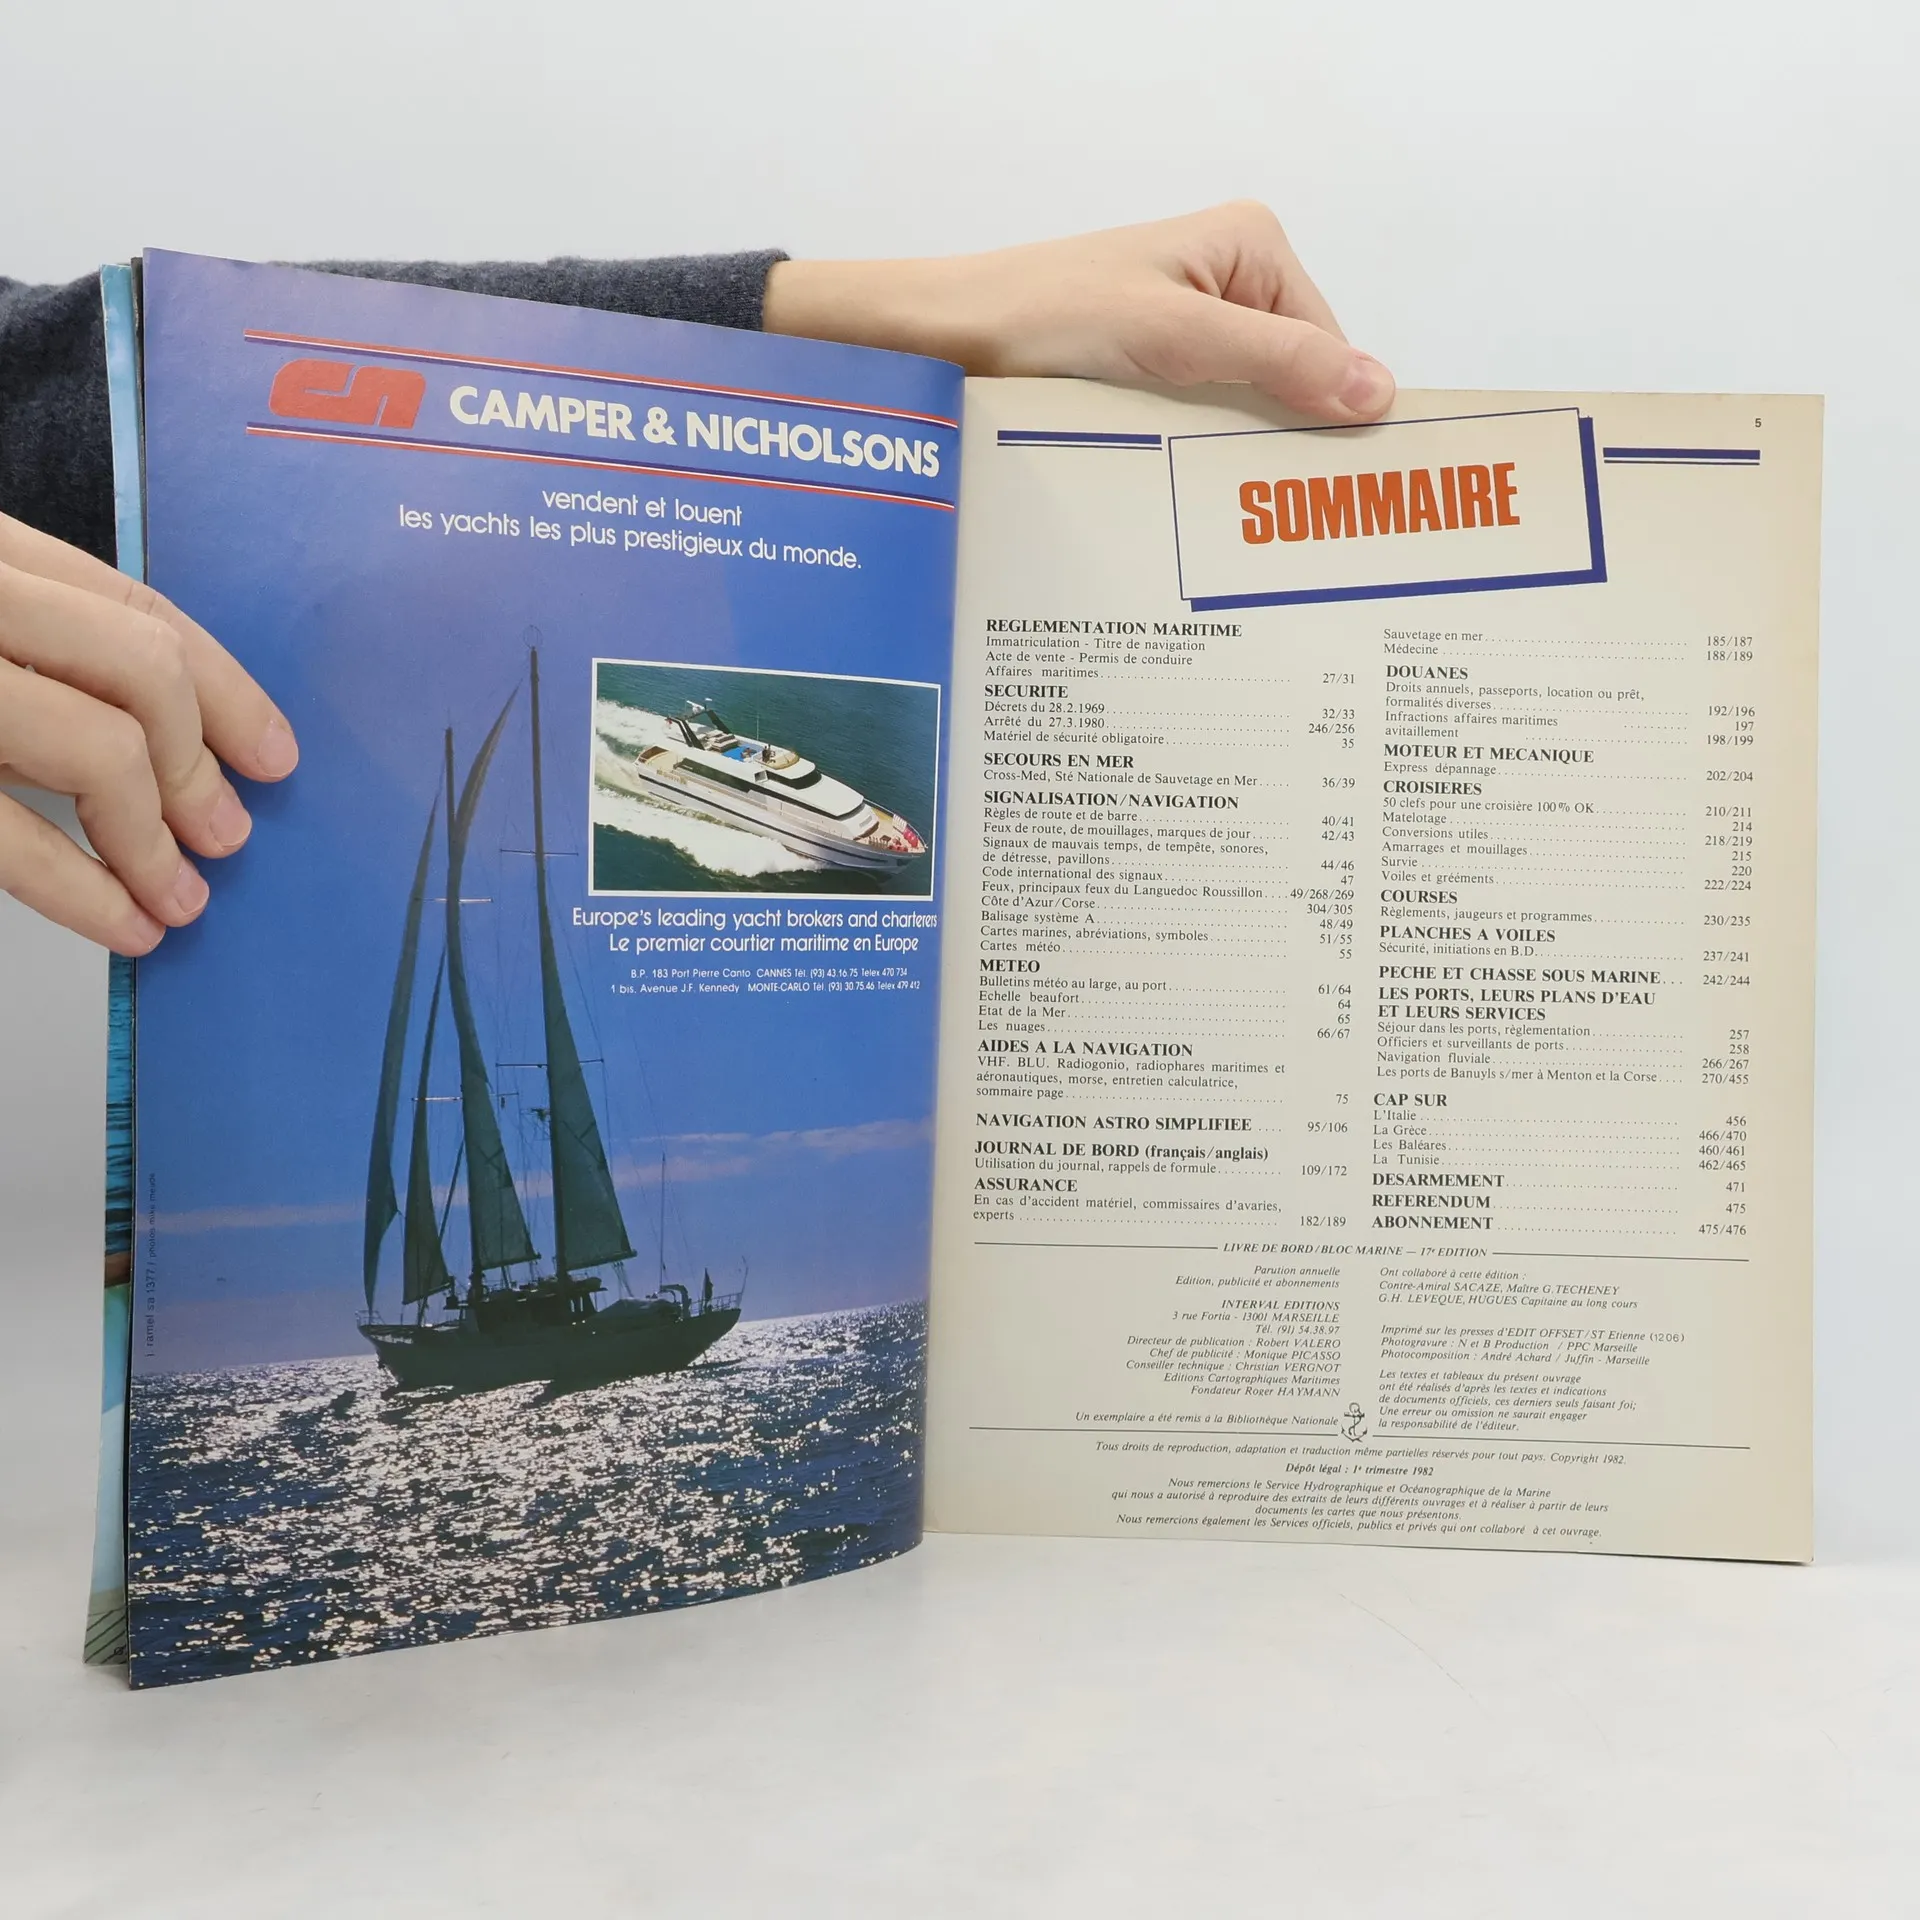 CAMPER & NICHOLSONS
vendent et louent
les yachts les plus prestigieux du monde.
Europe's leading yacht brokers and charterers
Le premier courtier maritime en Europe
B.P. 183 Port Pierre Canto CANNES Tél. (93) 43.16.75 Telex 470 734
1 bis, Avenue J.F. Kennedy MONTE-CARLO Tél. (93) 30.75.46 Telex 479 412
i. ramel sa 1377 / photos mike meade
5
SOMMAIRE
REGLEMENTATION MARITIME
Immatriculation - Titre de navigation
Acte de vente - Permis de conduire
Affaires maritimes 27/31
SECURITE
Décrets du 28.2.1969 32/33
Arrêté du 27.3.1980 246/256
Matériel de sécurité obligatoire 35
SECOURS EN MER
Cross-Med, Sté Nationale de Sauvetage en Mer 36/39
SIGNALISATION/NAVIGATION
Règles de route et de barre 40/41
Feux de route, de mouillages, marques de jour 42/43
Signaux de mauvais temps, de tempête, sonores,
de détresse, pavillons 44/46
Code international des signaux 47
Feux, principaux feux du Languedoc Roussillon 49/268/269
Côte d'Azur/Corse 304/305
Balisage système A 48/49
Cartes marines, abréviations, symboles 51/55
Cartes météo 55
METEO
Bulletins météo au large, au port 61/64
Echelle beaufort 64
Etat de la Mer 65
Les nuages 66/67
AIDES A LA NAVIGATION
VHF. BLU. Radiogonio, radiophares maritimes et
aéronautiques, morse, entretien calculatrice,
sommaire page 75
NAVIGATION ASTRO SIMPLIFIEE 95/106
JOURNAL DE BORD (français/anglais)
Utilisation du journal, rappels de formule 109/172
ASSURANCE
En cas d'accident matériel, commissaires d'avaries,
experts 182/189
Sauvetage en mer 185/187
Médecine 188/189
DOUANES
Droits annuels, passeports, location ou prêt,
formalités diverses 192/196
Infractions affaires maritimes 197
avitaillement 198/199
MOTEUR ET MECANIQUE
Express dépannage 202/204
CROISIERES
50 clefs pour une croisière 100 % OK 210/211
Matelotage 214
Conversions utiles 218/219
Amarrages et mouillages 215
Survie 220
Voiles et gréements 222/224
COURSES
Règlements, jaugeurs et programmes 230/235
PLANCHES A VOILES
Sécurité, initiations en B.D. 237/241
PECHE ET CHASSE SOUS MARINE 242/244
LES PORTS, LEURS PLANS D'EAU
ET LEURS SERVICES
Séjour dans les ports, règlementation 257
Officiers et surveillants de ports 258
Navigation fluviale 266/267
Les ports de Banuyls s/mer à Menton et la Corse 270/455
CAP SUR
L'Italie 456
La Grèce 466/470
Les Baléares 460/461
La Tunisie 462/465
DESARMEMENT 471
REFERENDUM 475
ABONNEMENT 475/476
LIVRE DE BORD/BLOC MARINE — 17e EDITION
Parution annuelle
Edition, publicité et abonnements
INTERVAL EDITIONS
3 rue Fortia - 13001 MARSEILLE
Tél. (91) 54.38.97
Directeur de publication : Robert VALERO
Chef de publicité : Monique PICASSO
Conseiller technique : Christian VERGNOT
Editions Cartographiques Maritimes
Fondateur Roger HAYMANN
Un exemplaire a été remis à la Bibliothèque Nationale
Ont collaboré à cette édition :
Contre-Amiral SACAZE, Maître G. TECHENEY
G.H. LEVEQUE, HUGUES Capitaine au long cours
Imprimé sur les presses d'EDIT OFFSET/ST Etienne (1206)
Photogravure : N et B Production / PPC Marseille
Photocomposition : André Achard / Juffin - Marseille
Les textes et tableaux du présent ouvrage
ont été réalisés d'après les textes et indications
de documents officiels, ces derniers seuls faisant foi;
Une erreur ou omission ne saurait engager
la responsabilité de l'éditeur.
Tous droits de reproduction, adaptation et traduction même partielles réservés pour tout pays. Copyright 1982.
Dépôt légal : 1e trimestre 1982
Nous remercions le Service Hydrographique et Océanographique de la Marine
qui nous a autorisé à reproduire des extraits de leurs différents ouvrages et à réaliser à partir de leurs
documents les cartes que nous présentons.
Nous remercions également les Services officiels, publics et privés qui ont collaboré à cet ouvrage.